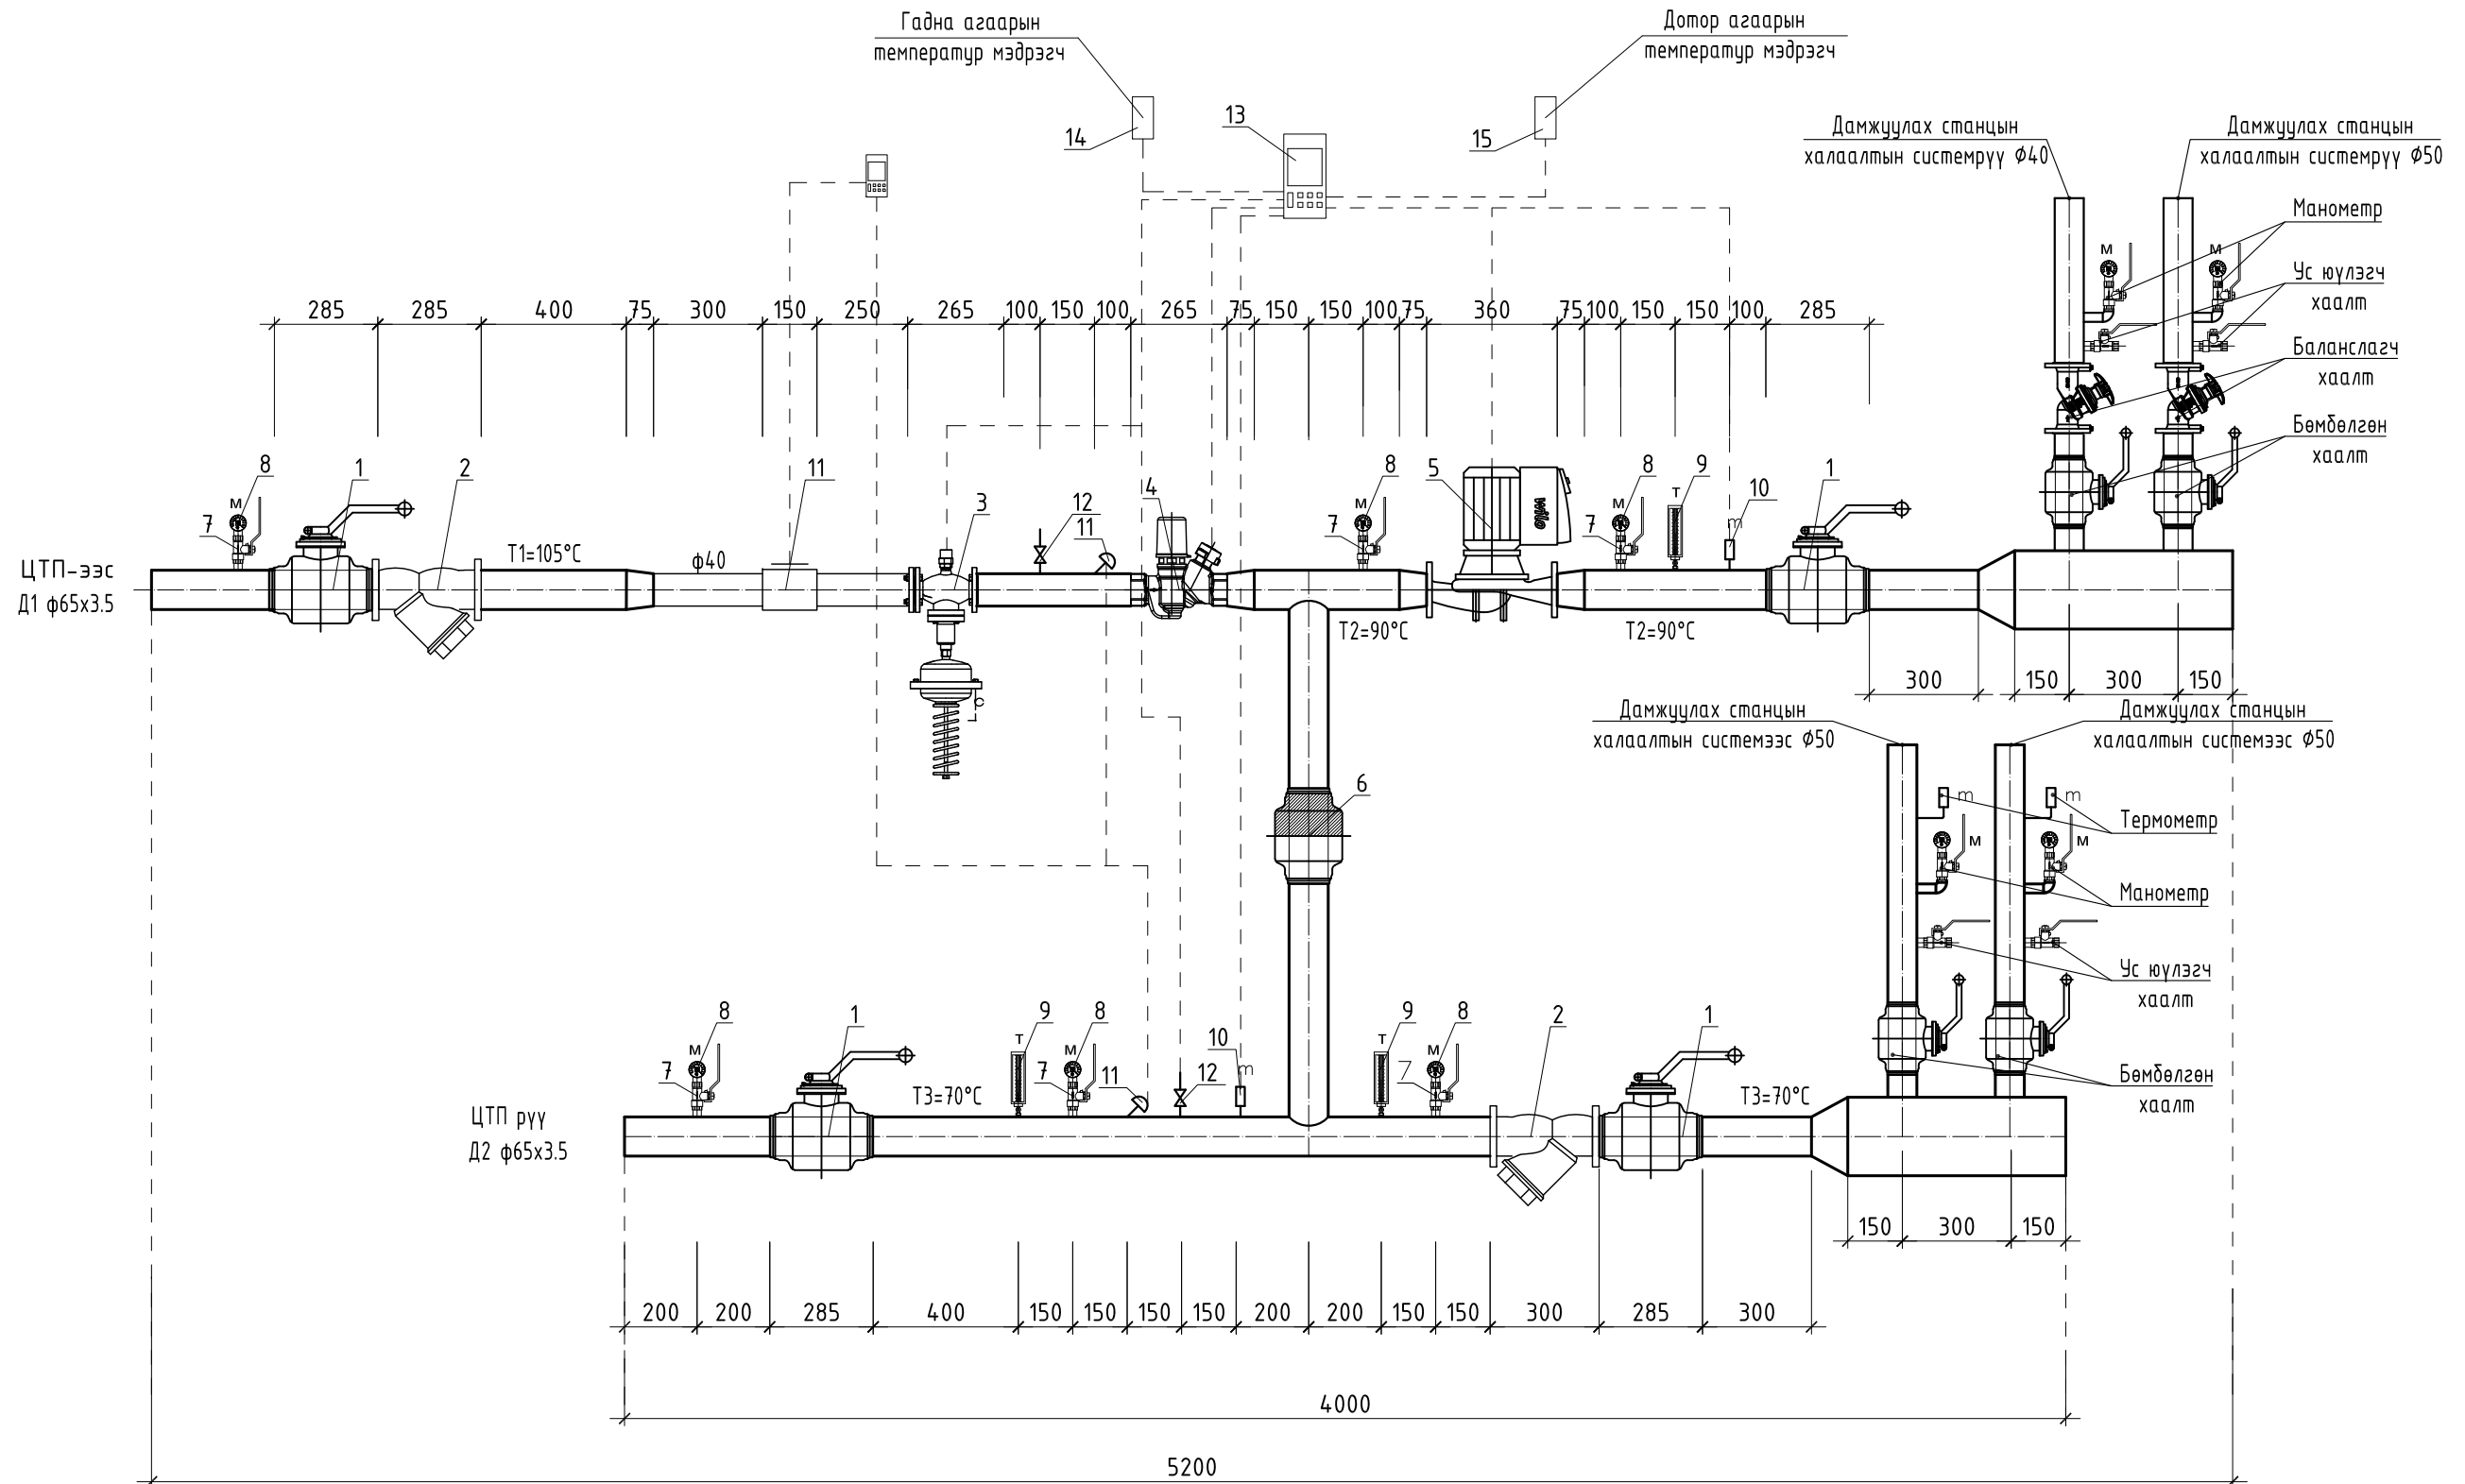 Гадна агаарын
температур мэдрэгч
Дотор агаарын
температур мэдрэгч
14
13
15
Дамжуулах станцын
халаалтын системрүү Ф40
Дамжуулах станцын
халаалтын системрүү Ф50
Манометр
М
М
Ус юүлэгч
хаалт
Баланслагч
хаалт
Бөмбөлгөн
хаалт
285 285 400 75 300 150 250 265 100 150 100 265 75 150 150 100 75 360 75 100 150 150 100 285
8 1 2 11 3 12 11 4 8 5 8 9 10 1
М М М Т m
7 7 7
wilo
ЦТП-ээс
Д1 ф65x3.5
T1=105°C
ф40
T2=90°C
T2=90°C
300 150 300 150
Дамжуулах станцын
халаалтын системээс Ф50
Дамжуулах станцын
халаалтын системээс Ф50
6
m m
Термометр
М М
Манометр
Ус юүлэгч
хаалт
Бөмбөлгөн
хаалт
8 1 9 8 10 9 8 2 1
М Т М m Т М
7 7 11 12 7
T3=70°C
T3=70°C
ЦТП рүү
Д2 ф65x3.5
150 300 150
200 200 285 400 150 150 150 150 200 200 150 150 300 285 300
4000
5200